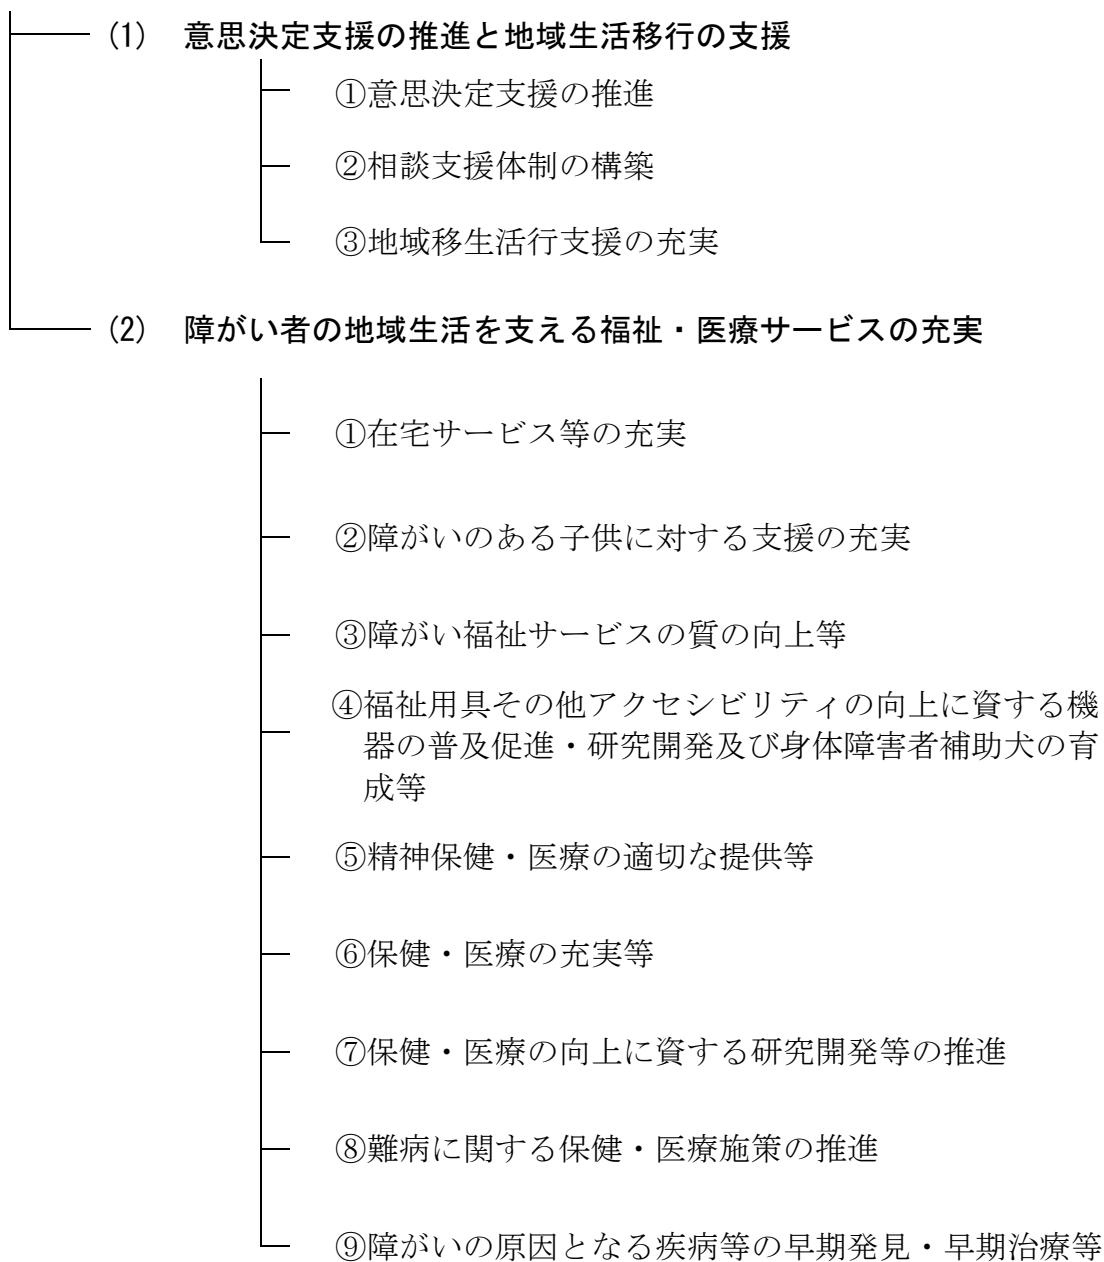 (1) 意思決定支援の推進と地域生活移行の支援
①意思決定支援の推進
②相談支援体制の構築
③地域移生活行支援の充実
(2) 障がい者の地域生活を支える福祉・医療サービスの充実
①在宅サービス等の充実
②障がいのある子供に対する支援の充実
③障がい福祉サービスの質の向上等
④福祉用具その他アクセシビリティの向上に資する機
器の普及促進・研究開発及び身体障害者補助犬の育
成等
⑤精神保健・医療の適切な提供等
⑥保健・医療の充実等
⑦保健・医療の向上に資する研究開発等の推進
⑧難病に関する保健・医療施策の推進
⑨障がいの原因となる疾病等の早期発見・早期治療等